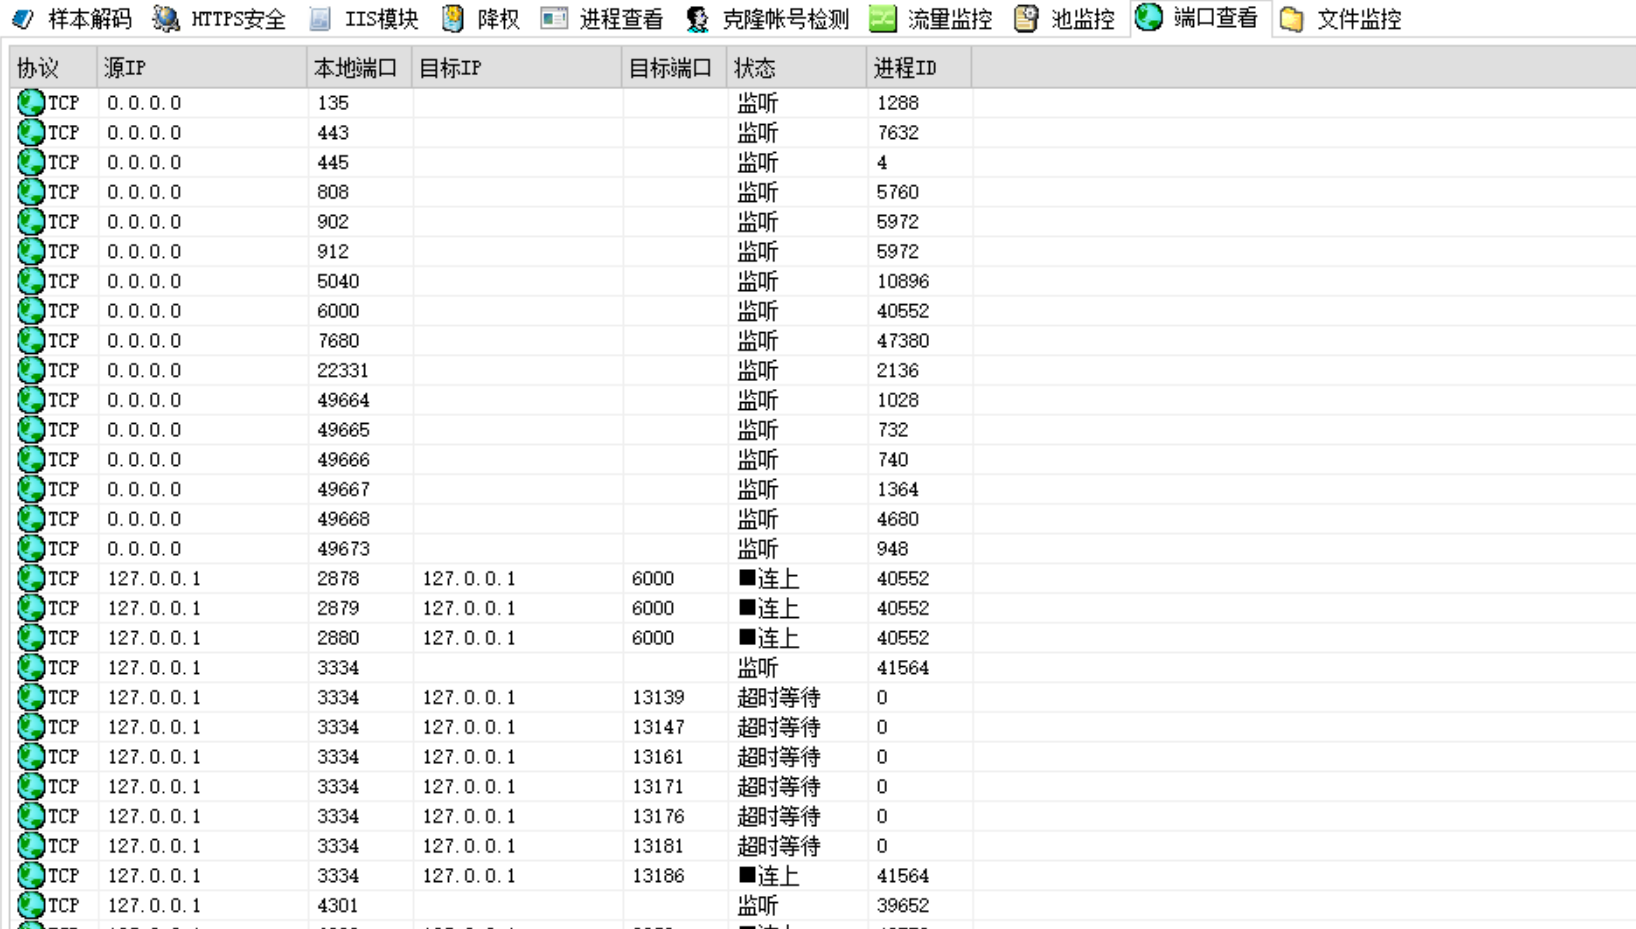 样本解码 HTTPS安全 IIS模块 降权 进程查看 克隆帐号检测 流量监控 池监控 端口查看 文件监控
协议 源IP 本地端口 目标IP 目标端口 状态 进程ID
TCP 0.0.0.0 135 监听 1288
TCP 0.0.0.0 443 监听 7632
TCP 0.0.0.0 445 监听 4
TCP 0.0.0.0 808 监听 5760
TCP 0.0.0.0 902 监听 5972
TCP 0.0.0.0 912 监听 5972
TCP 0.0.0.0 5040 监听 10896
TCP 0.0.0.0 6000 监听 40552
TCP 0.0.0.0 7680 监听 47380
TCP 0.0.0.0 22331 监听 2136
TCP 0.0.0.0 49664 监听 1028
TCP 0.0.0.0 49665 监听 732
TCP 0.0.0.0 49666 监听 740
TCP 0.0.0.0 49667 监听 1364
TCP 0.0.0.0 49668 监听 4680
TCP 0.0.0.0 49673 监听 948
TCP 127.0.0.1 2878 127.0.0.1 6000 ■连上 40552
TCP 127.0.0.1 2879 127.0.0.1 6000 ■连上 40552
TCP 127.0.0.1 2880 127.0.0.1 6000 ■连上 40552
TCP 127.0.0.1 3334 监听 41564
TCP 127.0.0.1 3334 127.0.0.1 13139 超时等待 0
TCP 127.0.0.1 3334 127.0.0.1 13147 超时等待 0
TCP 127.0.0.1 3334 127.0.0.1 13161 超时等待 0
TCP 127.0.0.1 3334 127.0.0.1 13171 超时等待 0
TCP 127.0.0.1 3334 127.0.0.1 13176 超时等待 0
TCP 127.0.0.1 3334 127.0.0.1 13181 超时等待 0
TCP 127.0.0.1 3334 127.0.0.1 13186 ■连上 41564
TCP 127.0.0.1 4301 监听 39652